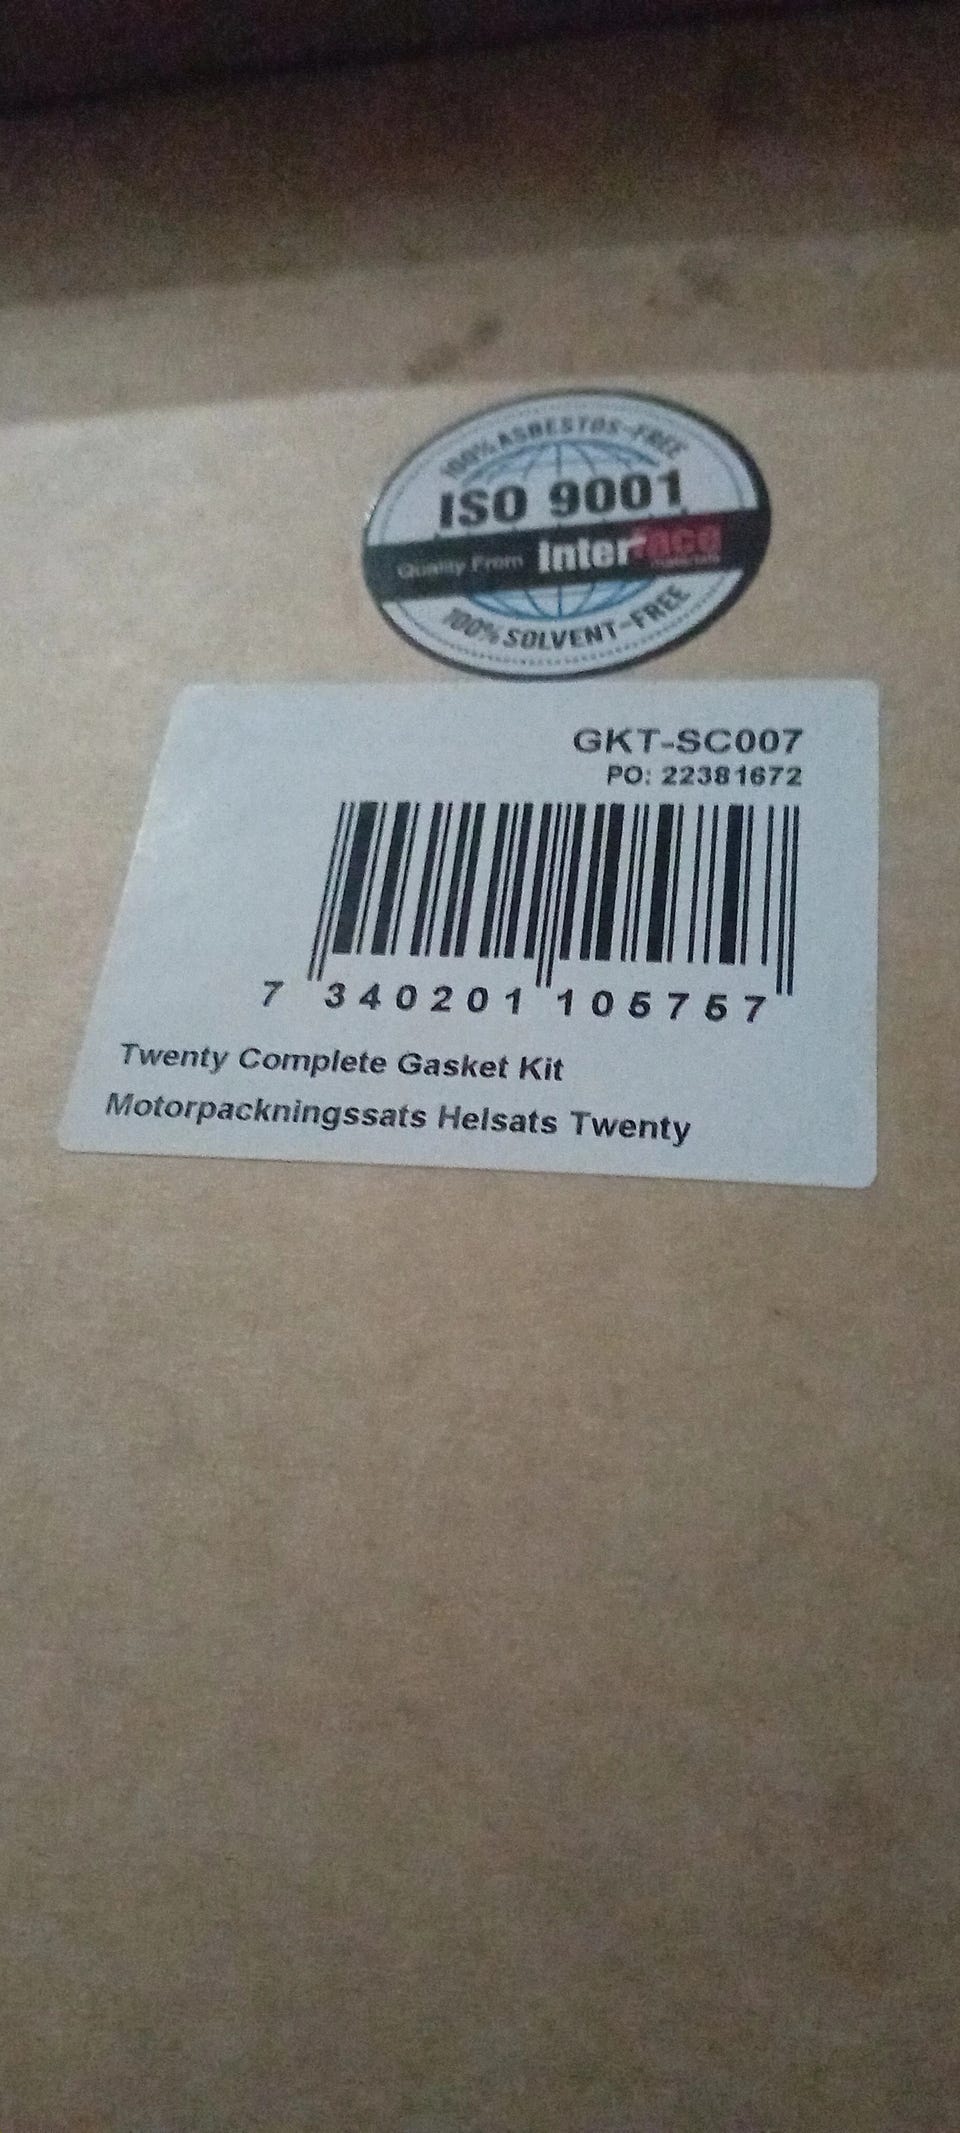 100% ASBESTOS-FREE
ISO 9001
Quality From Interface
materials
100% SOLVENT-FREE
GKT-SC007
PO: 22381672
7 340201 105757
Twenty Complete Gasket Kit
Motorpackningssats Helsats Twenty